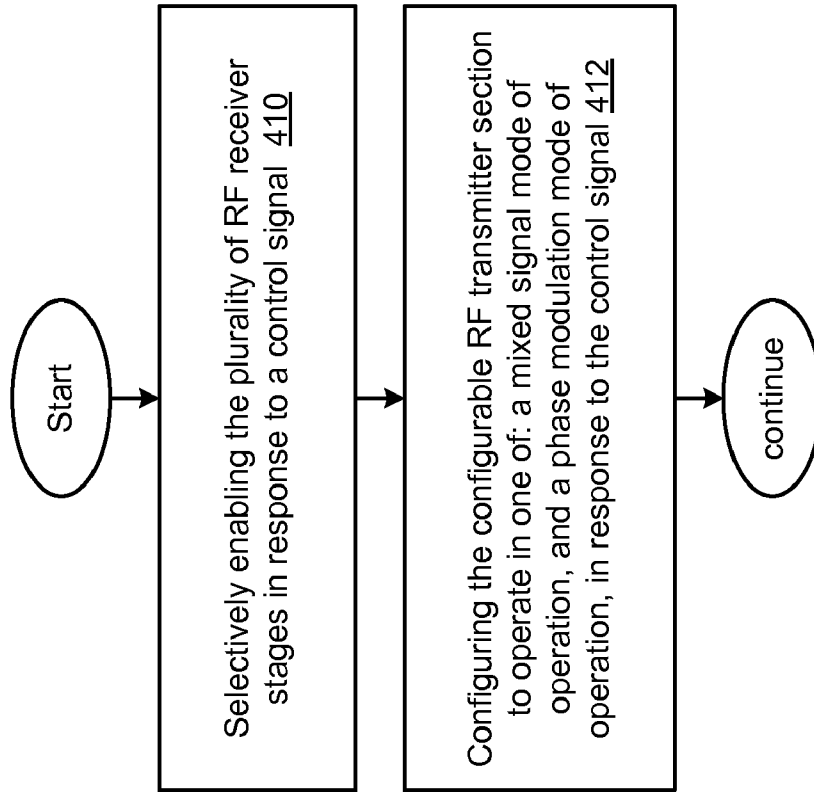 Start
Selectively enabling the plurality of RF receiver
stages in response to a control signal 410
Configuring the configurable RF transmitter section
to operate in one of: a mixed signal mode of
operation, and a phase modulation mode of
operation, in response to the control signal 412
continue